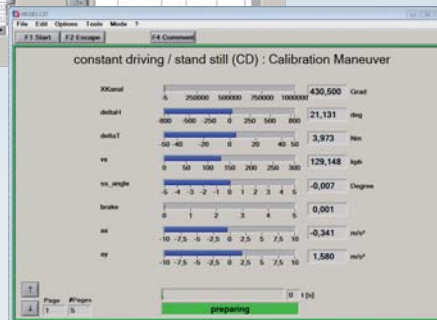 File Edit Options Tools Mode ?
F1 Start F2 Escape F4 Comment
constant driving / stand still (CD) : Calibration Maneuver
XKanal 430,500 Grad
-5 250000 500000 750000 1000000
deltaH 21,131 deg
-800 -500 -250 0 250 500 800
deltaT 3,973 Nm
-50 -40 -20 0 20 40 50
vx 129,148 kph
0 50 100 150 200 250 300
ss_angle -0,007 Degree
-5 -4 -3 -2 -1 0 1 2 3 4 5
brake 0,001
0 1 2 3 4 5
ax -0,341 m/s²
-10 -7,5 -5 -2,5 0 2,5 5 7,5 10
ay 1,580 m/s²
-10 -7,5 -5 -2,5 0 2,5 5 7,5 10
Page #Pages
1 5
0 t [s]
preparing